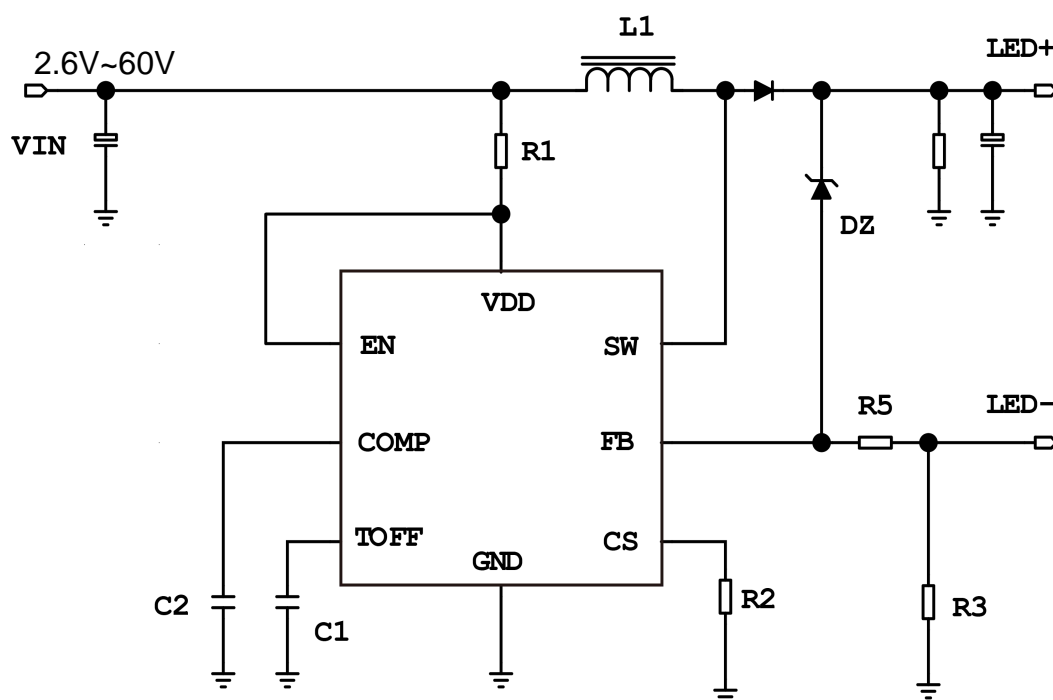 L1
LED+
2.6V~60V
VIN
R1
DZ
VDD
EN
SW
R5
LED-
COMP
FB
TOFF
CS
GND
C2
C1
R2
R3